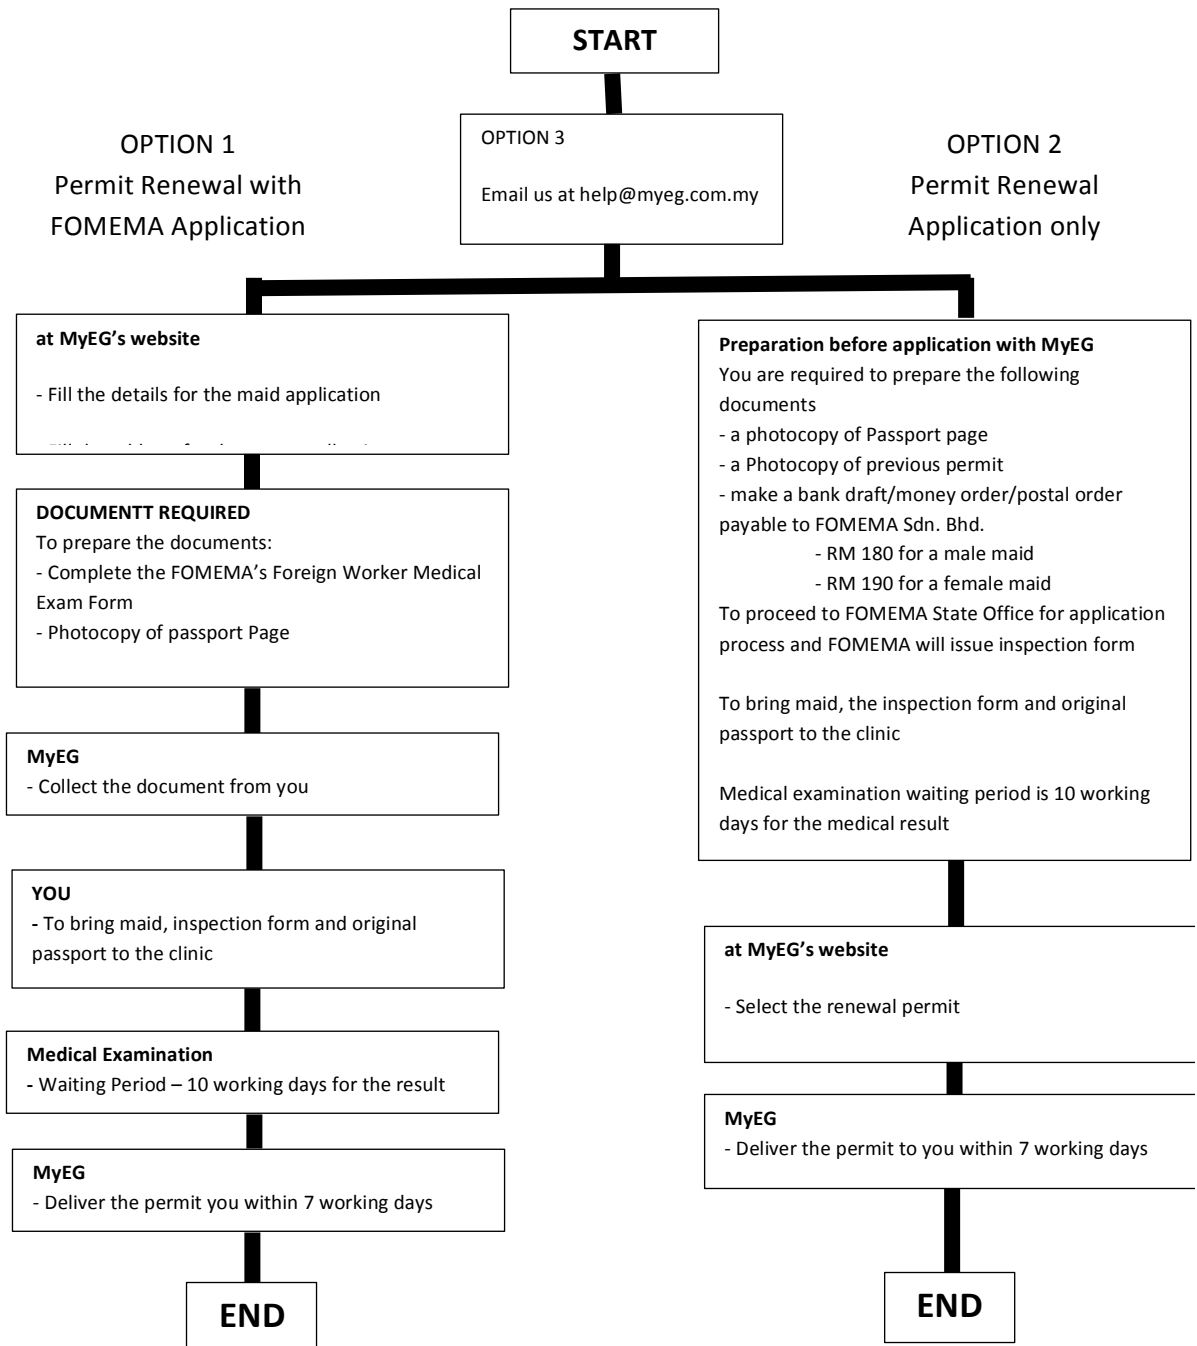 START
OPTION 3
Email us at help@myeg.com.my
OPTION 1
Permit Renewal with
FOMEMA Application
OPTION 2
Permit Renewal
Application only
at MyEG's website
- Fill the details for the maid application
DOCUMENTT REQUIRED
To prepare the documents:
- Complete the FOMEMA's Foreign Worker Medical
Exam Form
- Photocopy of passport Page
MyEG
- Collect the document from you
YOU
- To bring maid, inspection form and original
passport to the clinic
Medical Examination
- Waiting Period – 10 working days for the result
MyEG
- Deliver the permit you within 7 working days
END
Preparation before application with MyEG
You are required to prepare the following
documents
- a photocopy of Passport page
- a Photocopy of previous permit
- make a bank draft/money order/postal order
payable to FOMEMA Sdn. Bhd.
- RM 180 for a male maid
- RM 190 for a female maid
To proceed to FOMEMA State Office for application
process and FOMEMA will issue inspection form
To bring maid, the inspection form and original
passport to the clinic
Medical examination waiting period is 10 working
days for the medical result
at MyEG's website
- Select the renewal permit
MyEG
- Deliver the permit to you within 7 working days
END